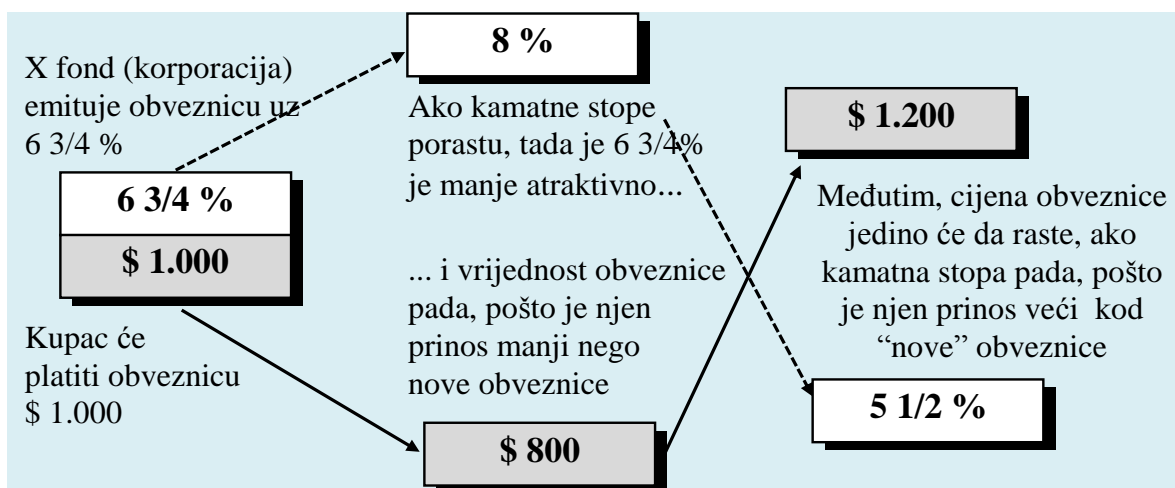 X fond (korporacija)
emituje obveznicu uz
6 3/4 %
6 3/4 %
$ 1.000
Kupac će
platiti obveznicu
$ 1.000
8 %
Ako kamatne stope
porastu, tada je 6 3/4%
je manje atraktivno...
... i vrijednost obveznice
pada, pošto je njen
prinos manji nego
nove obveznice
$ 800
$ 1.200
Međutim, cijena obveznice
jedino će da raste, ako
kamatna stopa pada, pošto
je njen prinos veći kod
“nove” obveznice
5 1/2 %